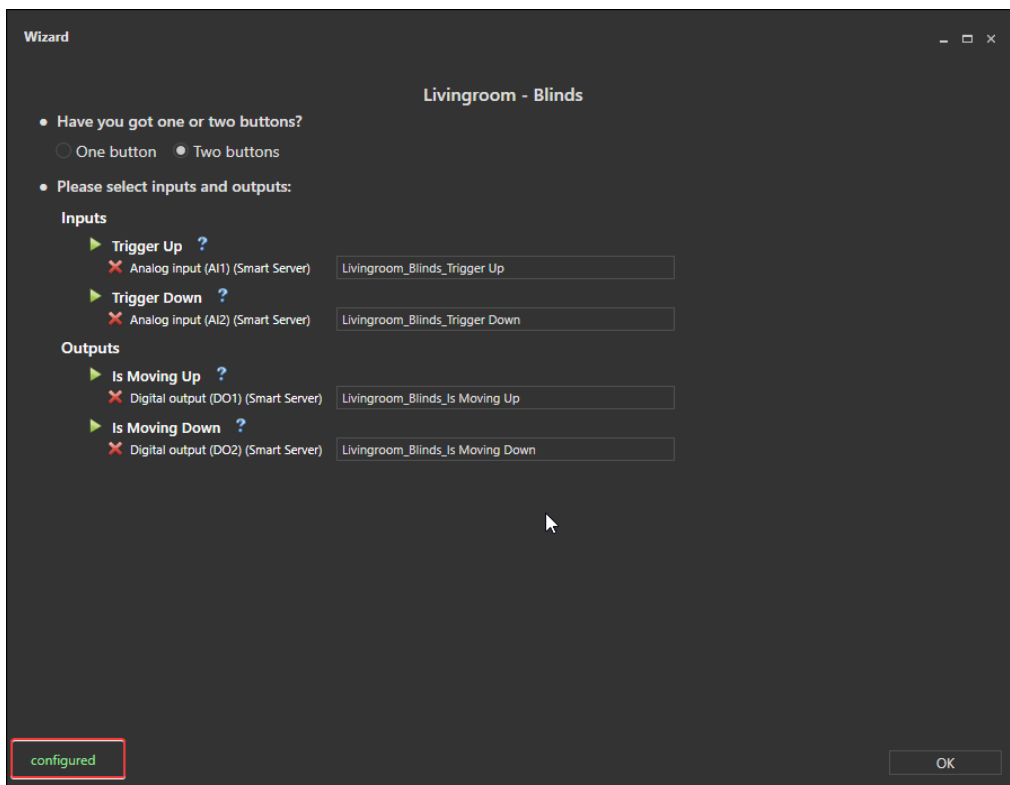 Wizard
Livingroom - Blinds
• Have you got one or two buttons?
One button Two buttons
• Please select inputs and outputs:
Inputs
Trigger Up ?
Analog input (AI1) (Smart Server) Livingroom_Blinds_Trigger Up
Trigger Down ?
Analog input (AI2) (Smart Server) Livingroom_Blinds_Trigger Down
Outputs
Is Moving Up ?
Digital output (DO1) (Smart Server) Livingroom_Blinds_Is Moving Up
Is Moving Down ?
Digital output (DO2) (Smart Server) Livingroom_Blinds_Is Moving Down
configured
OK